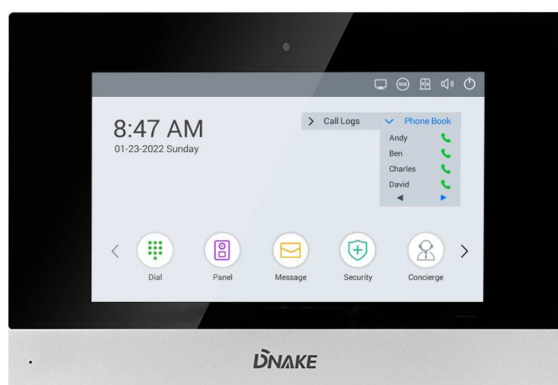 SOS
8:47 AM
01-23-2022 Sunday
> Call Logs
Phone Book
Andy
Ben
Charles
David
Dial
Panel
Message
Security
Concierge
DNAKE